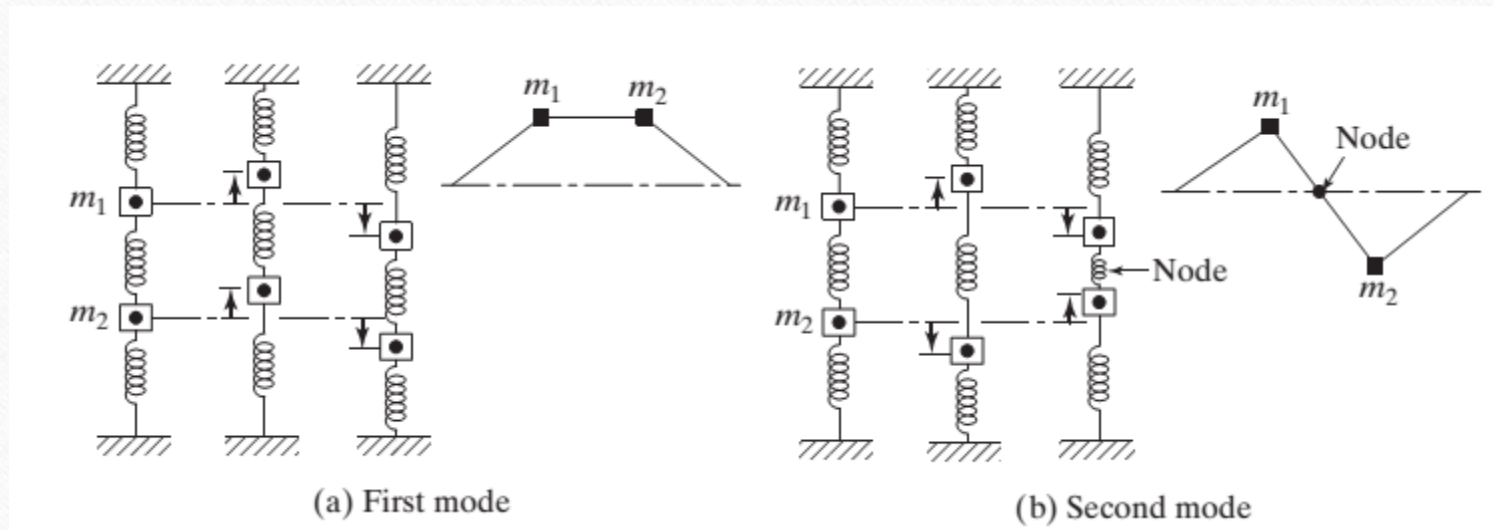 m₁
m₂
m₁ m₂
(a) First mode
m₁
m₂
Node
m₁
Node
m₂
(b) Second mode